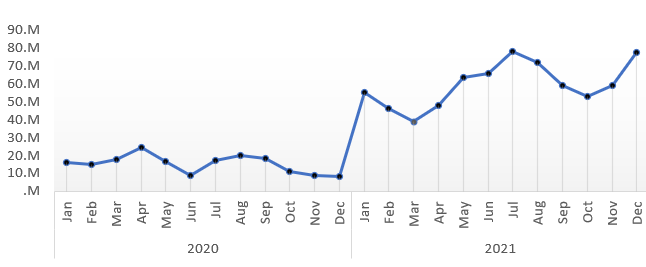 90.M
80.M
70.M
60.M
50.M
40.M
30.M
20.M
10.M
.M
Jan Feb Mar Apr May Jun Jul Aug Sep Oct Nov Dec Jan Feb Mar Apr May Jun Jul Aug Sep Oct Nov Dec
2020 2021